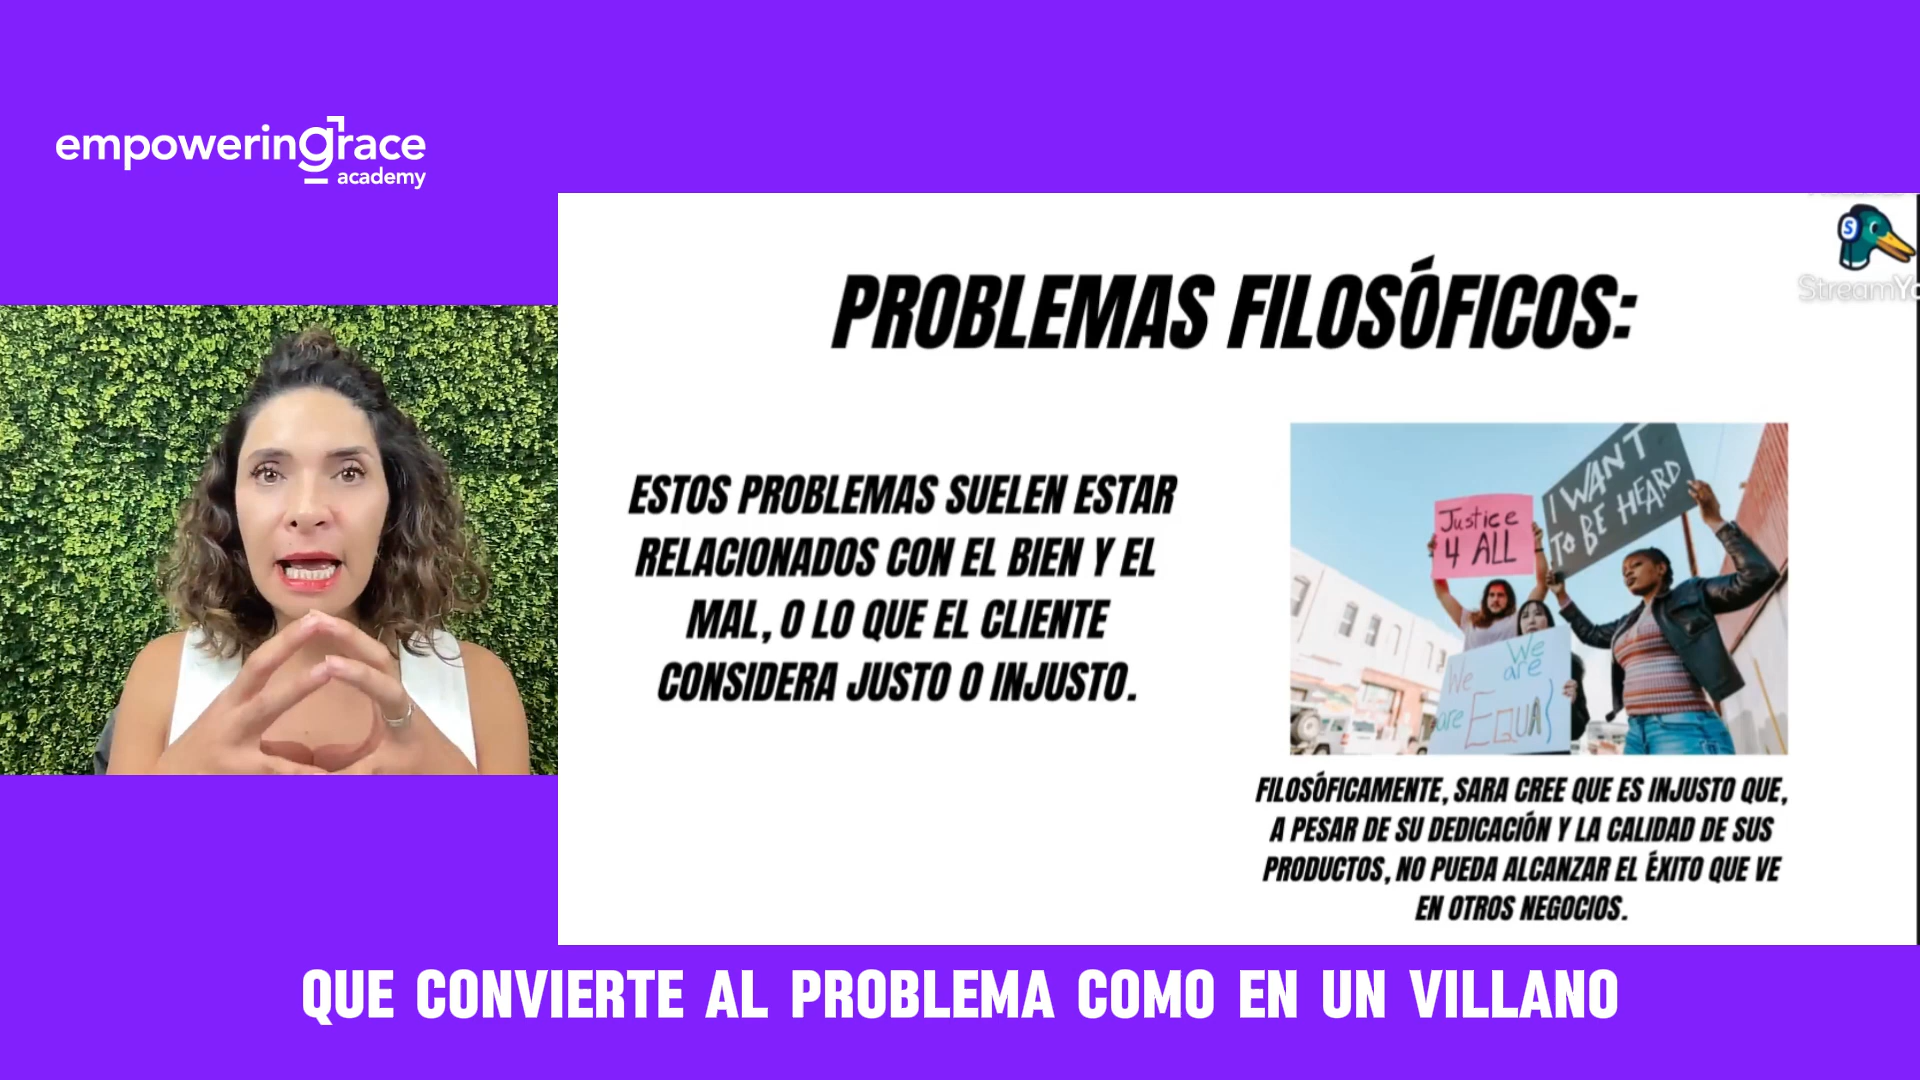 empoweringrace
academy
StreamYa
PROBLEMAS FILOSÓFICOS:
ESTOS PROBLEMAS SUELEN ESTAR
RELACIONADOS CON EL BIEN Y EL
MAL, O LO QUE EL CLIENTE
CONSIDERA JUSTO O INJUSTO.
Justice
4 ALL
I WANT
TO BE HEARD
We
are
We
are
EQUAL
FILOSÓFICAMENTE, SARA CREE QUE ES INJUSTO QUE,
A PESAR DE SU DEDICACIÓN Y LA CALIDAD DE SUS
PRODUCTOS, NO PUEDA ALCANZAR EL ÉXITO QUE VE
EN OTROS NEGOCIOS.
QUE CONVIERTE AL PROBLEMA COMO EN UN VILLANO